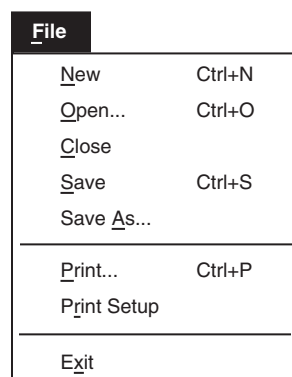 File
New Ctrl+N
Open... Ctrl+O
Close
Save Ctrl+S
Save As...
Print... Ctrl+P
Print Setup
Exit